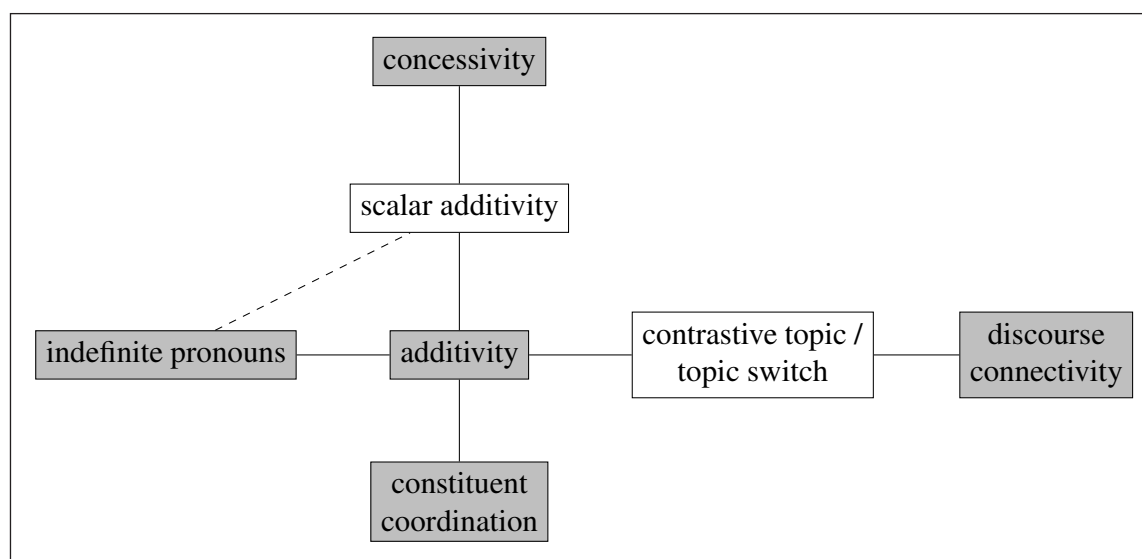 concessivity
scalar additivity
indefinite pronouns
additivity
contrastive topic /
topic switch
discourse
connectivity
constituent
coordination